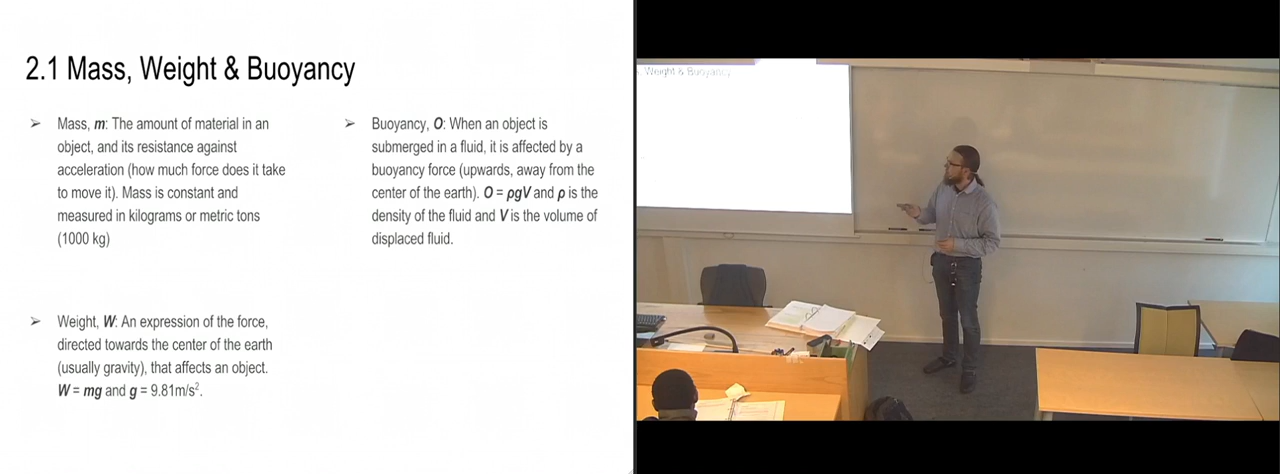 2.1 Mass, Weight & Buoyancy
➢ Mass, m: The amount of material in an
object, and its resistance against
acceleration (how much force does it take
to move it). Mass is constant and
measured in kilograms or metric tons
(1000 kg)
➢ Weight, W: An expression of the force,
directed towards the center of the earth
(usually gravity), that affects an object.
W = mg and g = 9.81m/s².
➢ Buoyancy, O: When an object is
submerged in a fluid, it is affected by a
buoyancy force (upwards, away from the
center of the earth). O = ρgV and ρ is the
density of the fluid and V is the volume of
displaced fluid.
Weight & Buoyancy